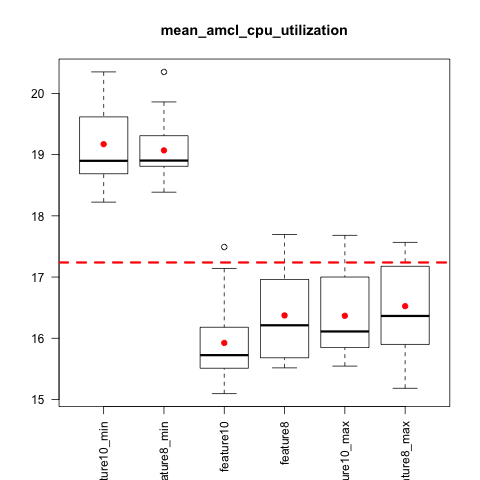 mean_amcl_cpu_utilization
20
19
18
17
16
15
ture10_min
ature8_min
feature10
feature8
ure10_max
ture8_max